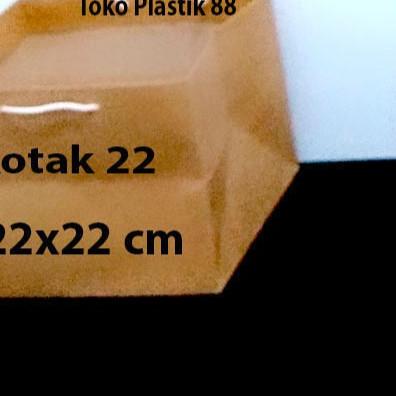 Toko Plastik 88
otak 22
22x22 cm